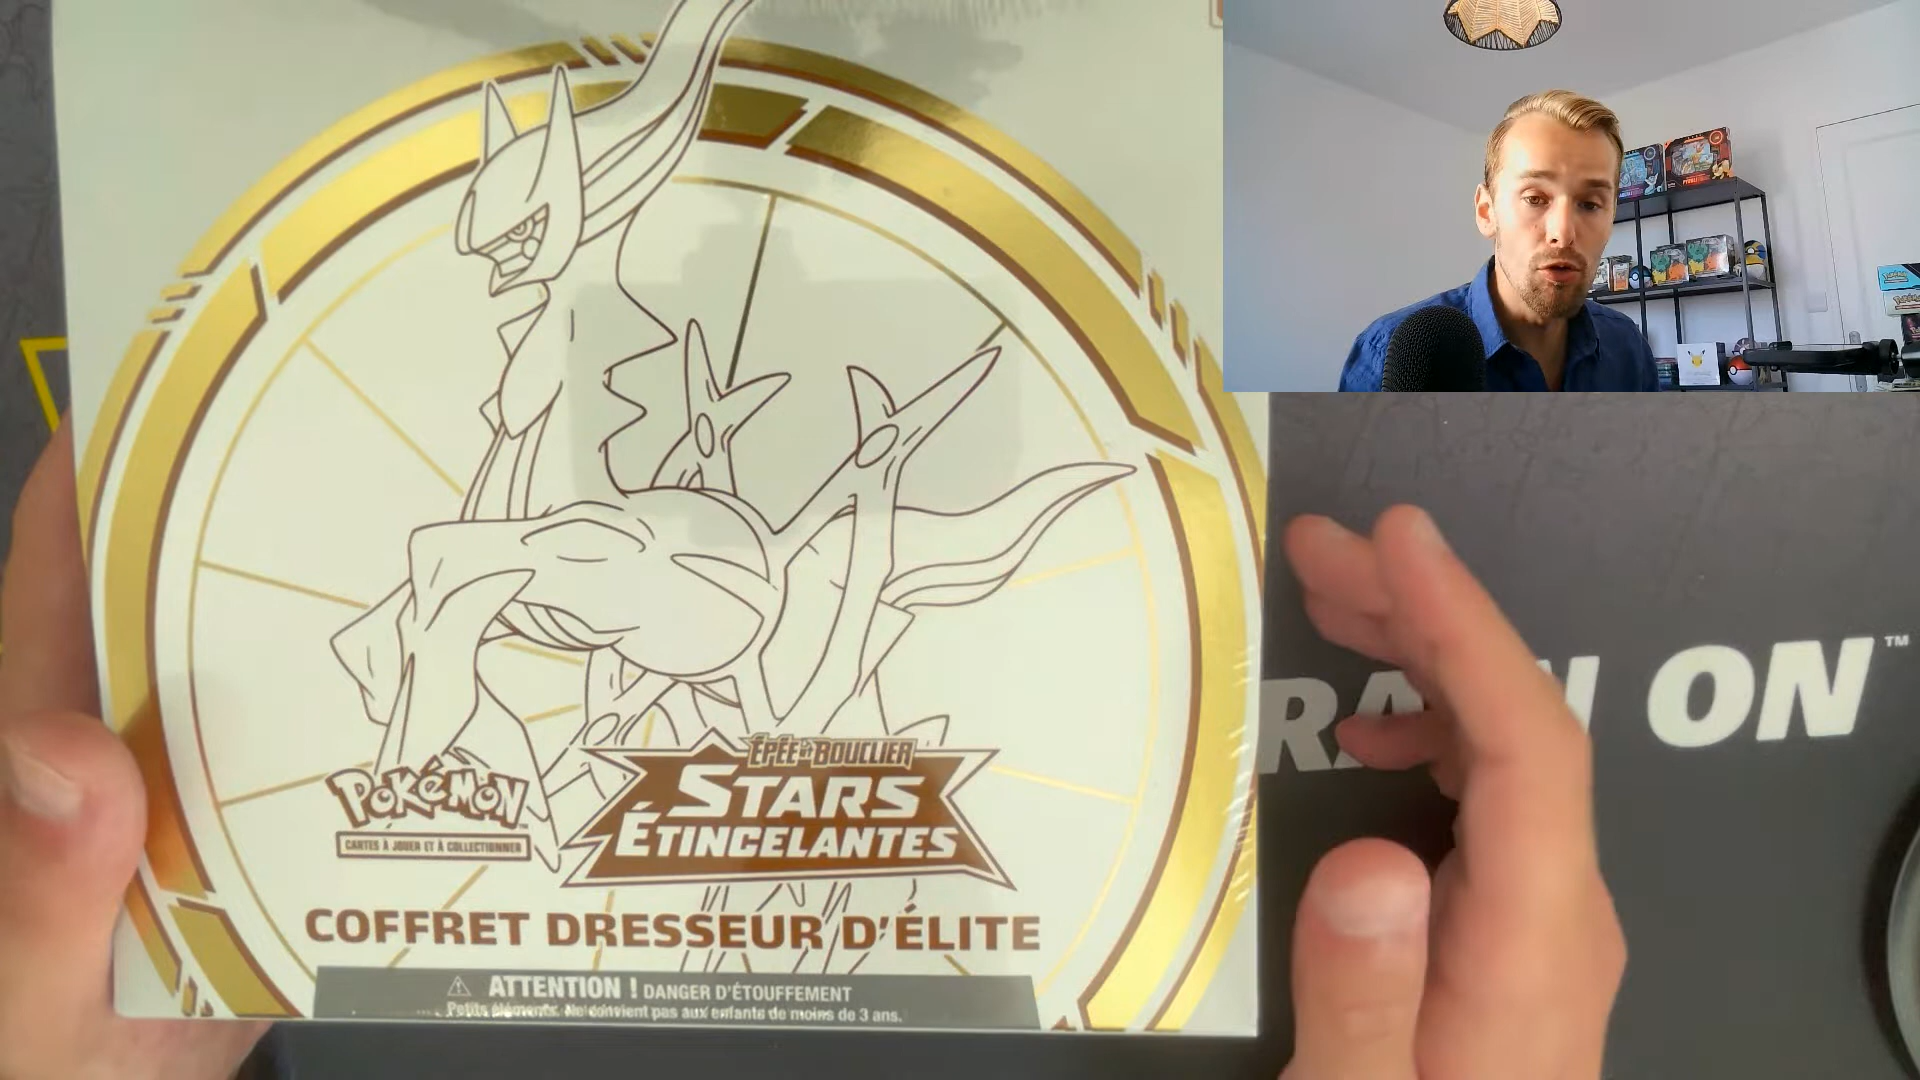 ÉPÉE ET BOUCLIER
STARS
ÉTINCELANTES
POKéMON
CARTES À JOUER ET À COLLECTIONNER
COFFRET DRESSEUR D'ÉLITE
ATTENTION ! DANGER D'ÉTOUFFEMENT
Petits éléments. Ne convient pas aux enfants de moins de 3 ans.
ON™